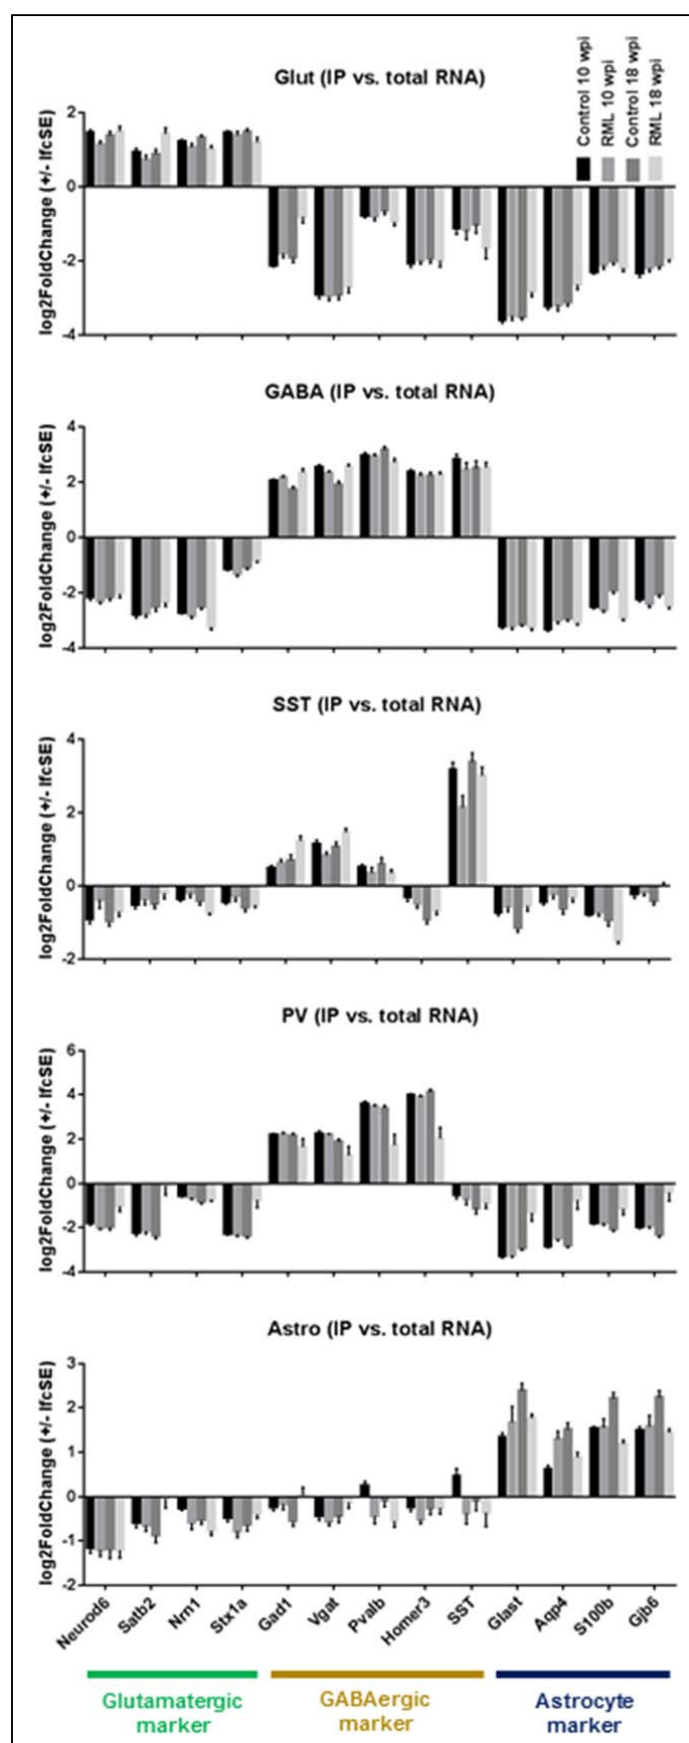 Glut (IP vs. total RNA)
Control 10 wpi
RML 10 wpi
Control 18 wpi
RML 18 wpi
log2FoldChange (+/- lfcSE)
2
0
-2
-4
GABA (IP vs. total RNA)
log2FoldChange (+/- lfcSE)
4
2
0
-2
-4
SST (IP vs. total RNA)
log2FoldChange (+/- lfcSE)
4
2
0
-2
PV (IP vs. total RNA)
log2FoldChange (+/- lfcSE)
6
4
2
0
-2
-4
Astro (IP vs. total RNA)
log2FoldChange (+/- lfcSE)
3
2
1
0
-1
-2
Neurod6
Satb2
Nrn1
Stx1a
Gad1
Vgat
Pvalb
Homer3
SST
Glast
Aqp4
S100b
Gjb6
Glutamatergic
marker
GABAergic
marker
Astrocyte
marker